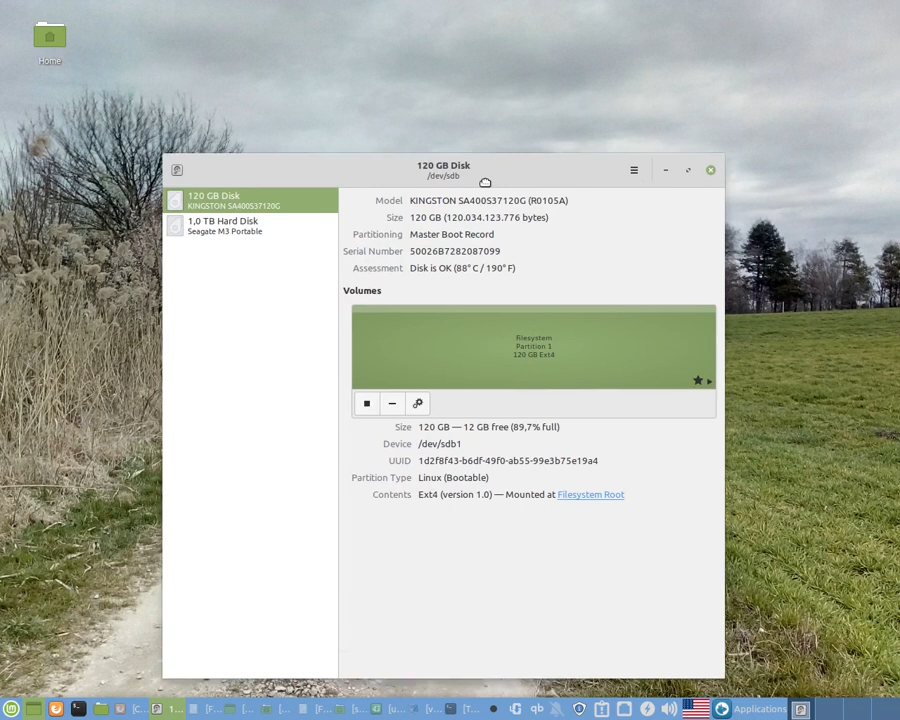 Home
120 GB Disk
/dev/sdb
120 GB Disk
KINGSTON SA400S37120G
1,0 TB Hard Disk
Seagate M3 Portable
Model KINGSTON SA400S37120G (R0105A)
Size 120 GB (120.034.123.776 bytes)
Partitioning Master Boot Record
Serial Number 50026B7282087099
Assessment Disk is OK (88° C / 190° F)
Volumes
Filesystem
Partition 1
120 GB Ext4
Size 120 GB — 12 GB free (89,7% full)
Device /dev/sdb1
UUID 1d2f8f43-b6df-49f0-ab55-99e3b75e19a4
Partition Type Linux (Bootable)
Contents Ext4 (version 1.0) — Mounted at Filesystem Root
1... [C... [F... [... [... [F... [s... [u... [v... [T... qb Applications